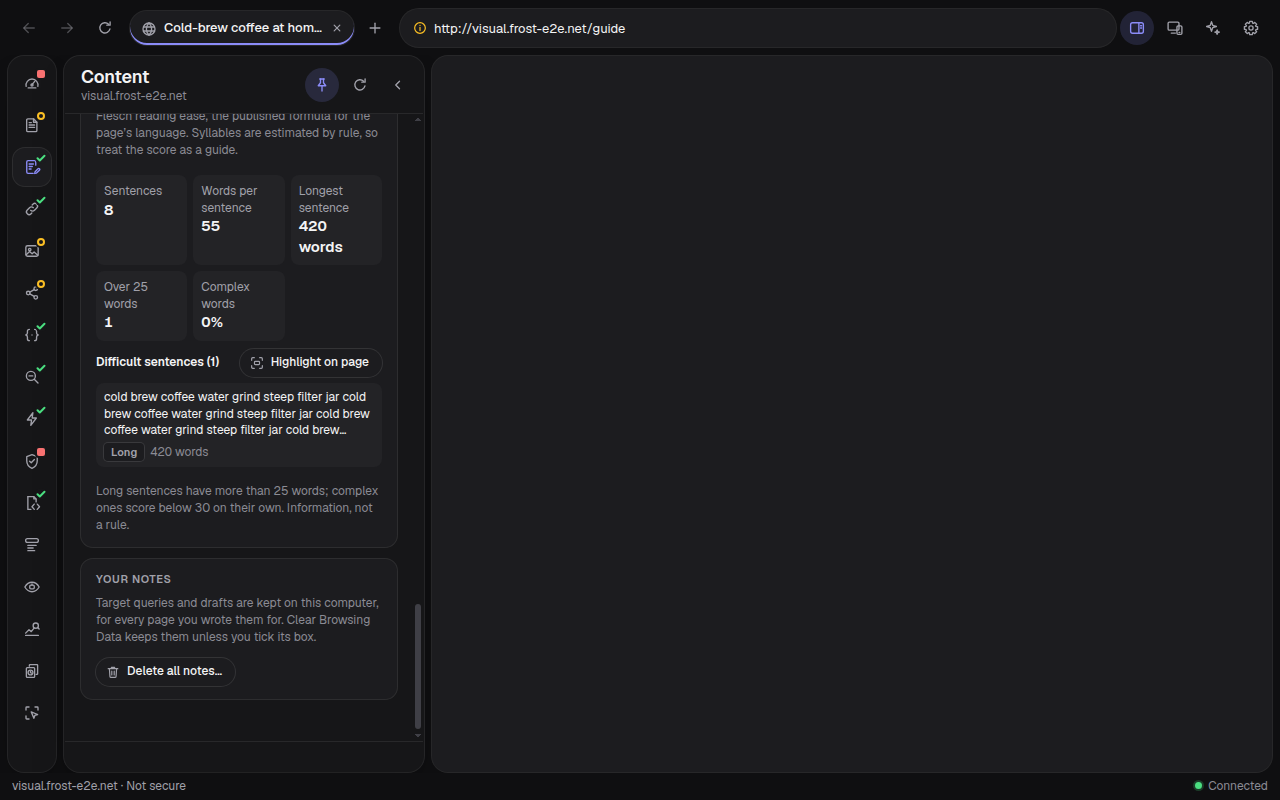 Cold-brew coffee at hom...
http://visual.frost-e2e.net/guide
Content
visual.frost-e2e.net
Flesch reading ease, the published formula for the
page's language. Syllables are estimated by rule, so
treat the score as a guide.
Sentences
8
Words per
sentence
55
Longest
sentence
420
words
Over 25
words
1
Complex
words
0%
Difficult sentences (1)
Highlight on page
cold brew coffee water grind steep filter jar cold
brew coffee water grind steep filter jar cold brew
coffee water grind steep filter jar cold brew…
Long 420 words
Long sentences have more than 25 words; complex
ones score below 30 on their own. Information, not
a rule.
YOUR NOTES
Target queries and drafts are kept on this computer,
for every page you wrote them for. Clear Browsing
Data keeps them unless you tick its box.
Delete all notes…
visual.frost-e2e.net · Not secure
Connected